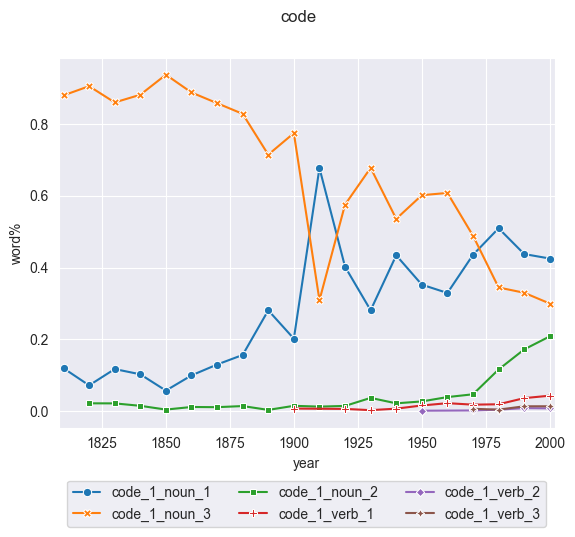 code
0.8
0.6
0.4
0.2
0.0
word%
1825 1850 1875 1900 1925 1950 1975 2000
year
code_1_noun_1 code_1_noun_2 code_1_verb_2
code_1_noun_3 code_1_verb_1 code_1_verb_3